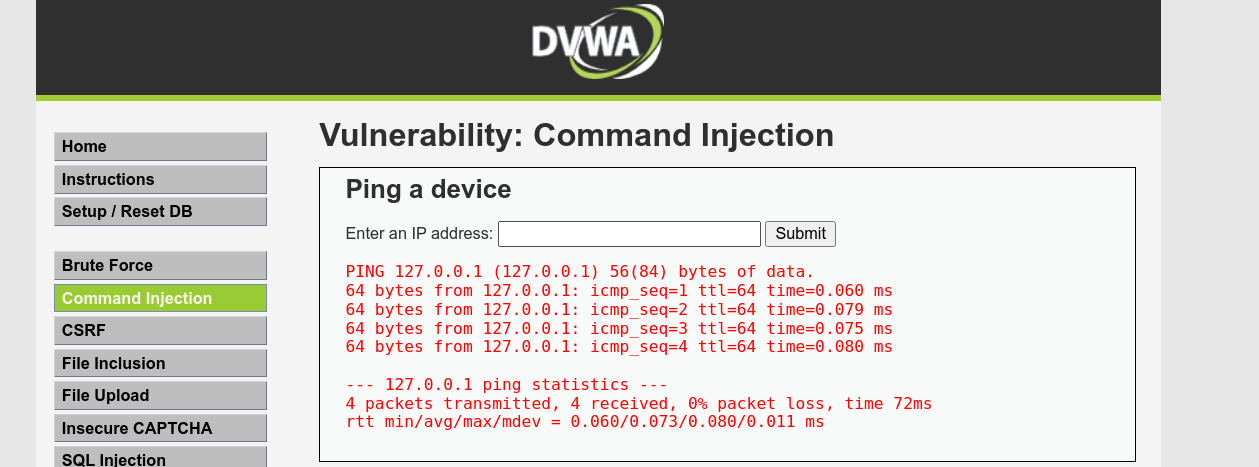 DVWA
Home
Instructions
Setup / Reset DB
Brute Force
Command Injection
CSRF
File Inclusion
File Upload
Insecure CAPTCHA
SQL Injection
Vulnerability: Command Injection
Ping a device
Enter an IP address: Submit
PING 127.0.0.1 (127.0.0.1) 56(84) bytes of data.
64 bytes from 127.0.0.1: icmp_seq=1 ttl=64 time=0.060 ms
64 bytes from 127.0.0.1: icmp_seq=2 ttl=64 time=0.079 ms
64 bytes from 127.0.0.1: icmp_seq=3 ttl=64 time=0.075 ms
64 bytes from 127.0.0.1: icmp_seq=4 ttl=64 time=0.080 ms
--- 127.0.0.1 ping statistics ---
4 packets transmitted, 4 received, 0% packet loss, time 72ms
rtt min/avg/max/mdev = 0.060/0.073/0.080/0.011 ms